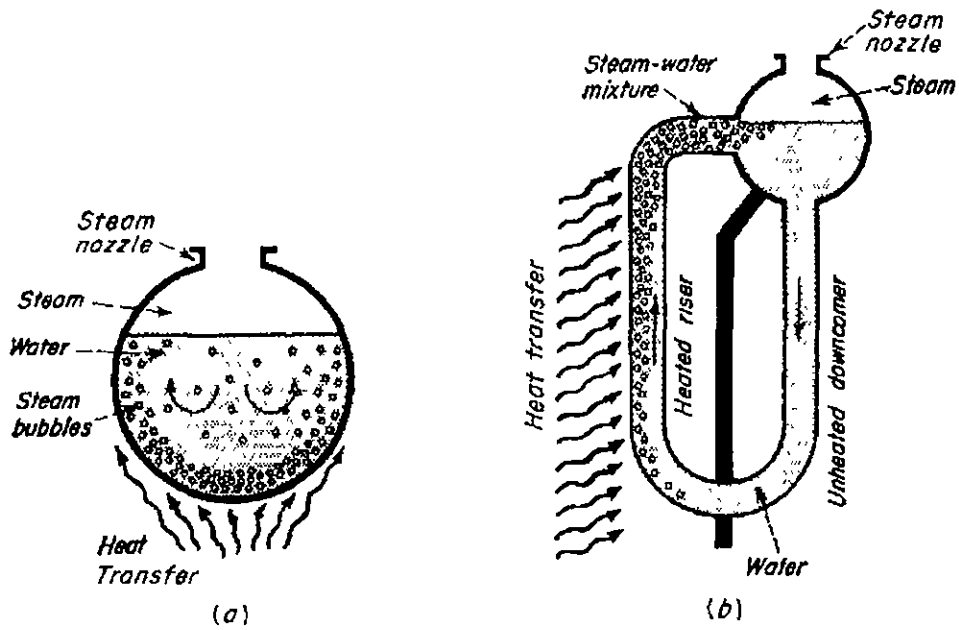 Steam
nozzle
Steam
Water
Steam
bubbles
Heat
Transfer
(a)
Steam
nozzle
Steam-water
mixture
Steam
Heat transfer
Heated riser
Unheated downcomer
Water
(b)